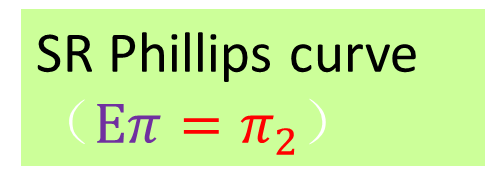 SR Phillips curve
（Eπ = π₂）